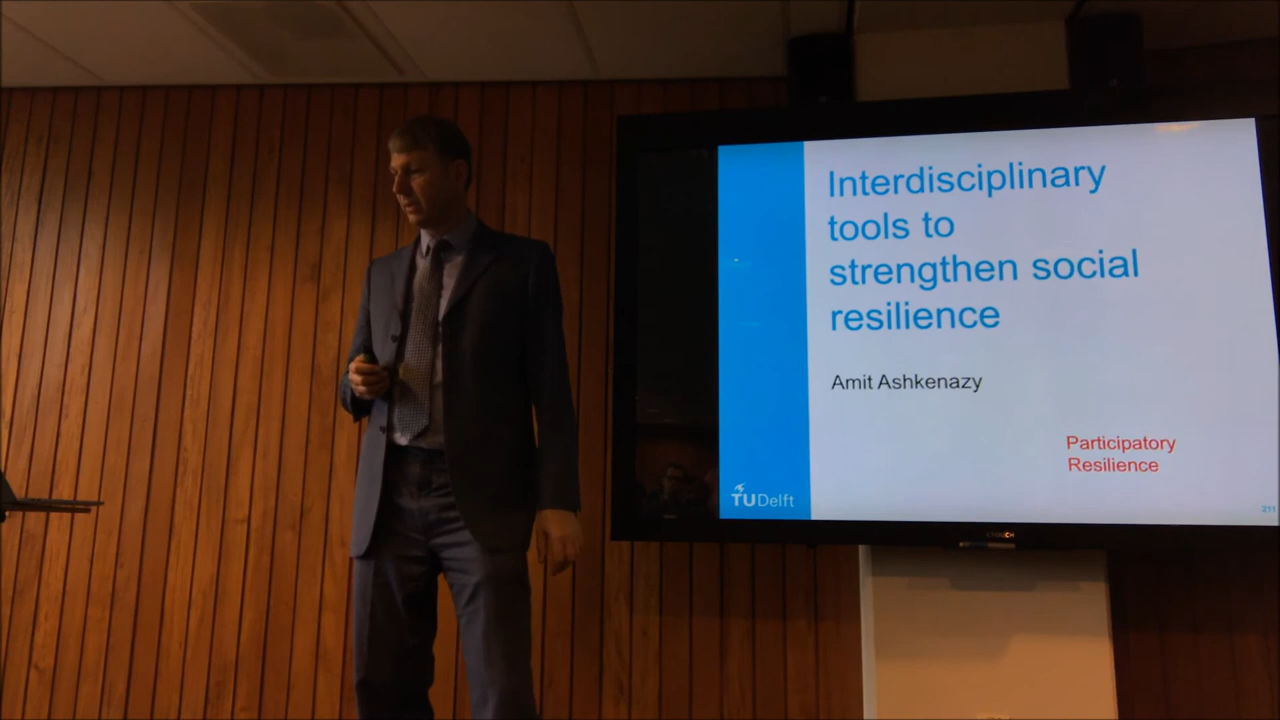 Interdisciplinary
tools to
strengthen social
resilience
Amit Ashkenazy
Participatory
Resilience
TUDelft